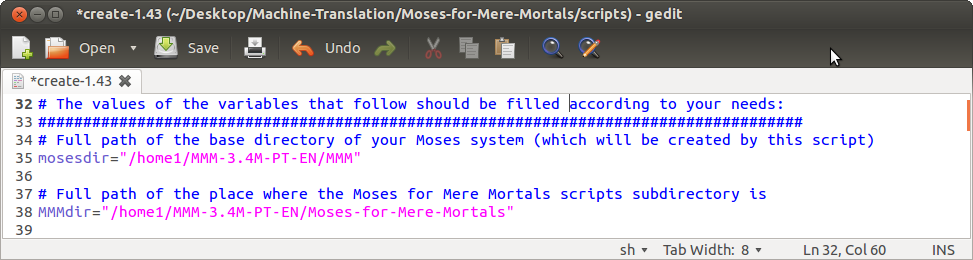 *create-1.43 (~/Desktop/Machine-Translation/Moses-for-Mere-Mortals/scripts) - gedit
Open Save Undo
*create-1.43
32 # The values of the variables that follow should be filled according to your needs:
33 #####################################################################################
34 # Full path of the base directory of your Moses system (which will be created by this script)
35 mosesdir="/home1/MMM-3.4M-PT-EN/MMM"
36
37 # Full path of the place where the Moses for Mere Mortals scripts subdirectory is
38 MMMdir="/home1/MMM-3.4M-PT-EN/Moses-for-Mere-Mortals"
39
sh Tab Width: 8 Ln 32, Col 60 INS